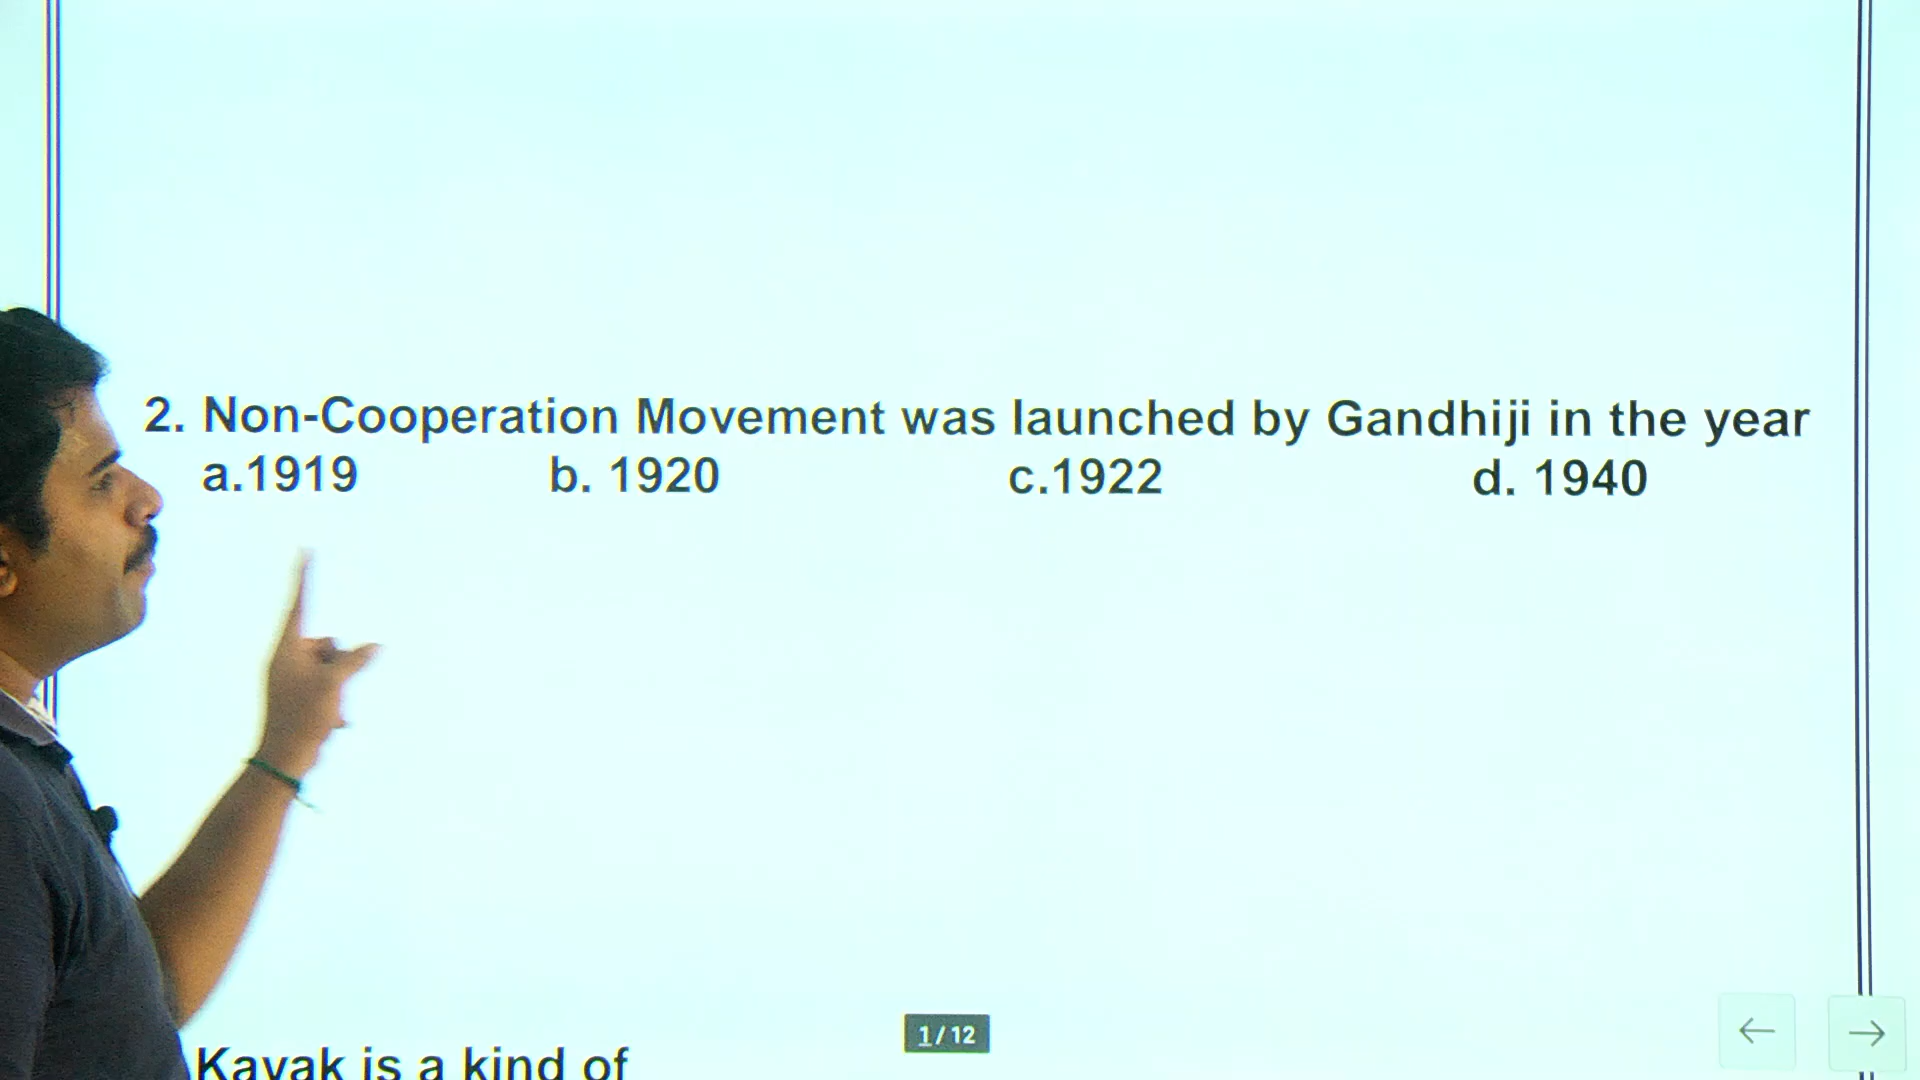 2. Non-Cooperation Movement was launched by Gandhiji in the year
a.1919 b. 1920 c.1922 d. 1940
Kayak is a kind of
1 / 12